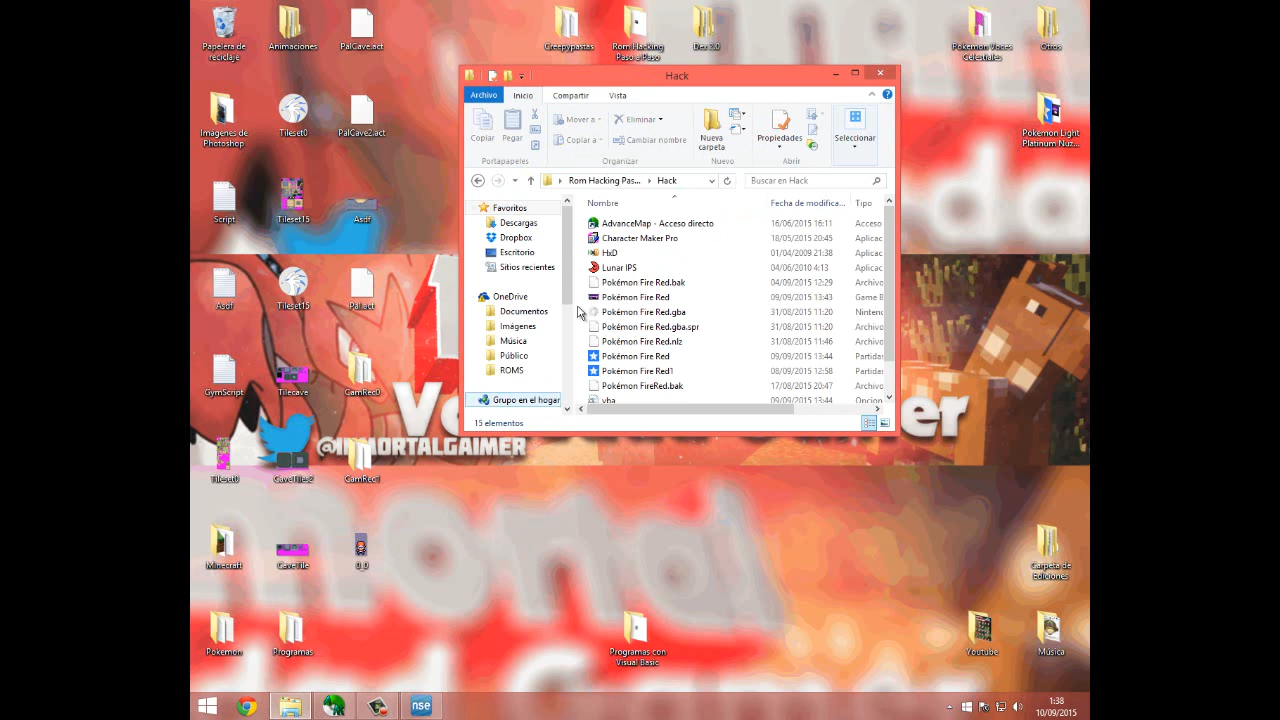 Papelera de
reciclaje
Animaciones
PalCave.act
Creepypastas
Rom Hacking
Paso a Paso
Dex 2.0
Pokemon Voces
Celestiales
Otros
Imágenes de
Photoshop
Tileset0
PalCave2.act
Pokemon Light
Platinum Nuz...
Script
Tileset15
Asdf
Asdf
Tileset15
Pal.act
GymScript
Tilecave
CamRec0
Tileset0
CaveTiles2
CamRec1
@INMORTALGAIMER
Minecraft
CaveTile
0_0
Carpeta de
Ediciones
Pokemon
Programas
Programas con
Visual Basic
Youtube
Música
Hack
Archivo
Inicio
Compartir
Vista
Copiar
Pegar
Mover a
Copiar a
Eliminar
Cambiar nombre
Nueva
carpeta
Propiedades
Seleccionar
Portapapeles
Organizar
Nuevo
Abrir
Rom Hacking Pas...
Hack
Buscar en Hack
Favoritos
Descargas
Dropbox
Escritorio
Sitios recientes
OneDrive
Documentos
Imágenes
Música
Público
ROMS
Grupo en el hogar
Nombre Fecha de modifica... Tipo
AdvanceMap - Acceso directo 16/06/2015 16:11 Acceso
Character Maker Pro 18/05/2015 20:45 Aplicac
HxD 01/04/2009 21:38 Aplicac
Lunar IPS 04/06/2010 4:13 Aplicac
Pokémon Fire Red.bak 04/09/2015 12:29 Archivo
Pokémon Fire Red 09/09/2015 13:43 Game B
Pokémon Fire Red.gba 31/08/2015 11:20 Nintend
Pokémon Fire Red.gba.spr 31/08/2015 11:20 Archivo
Pokémon Fire Red.nlz 31/08/2015 11:46 Archivo
Pokémon Fire Red 09/09/2015 13:44 Partidas
Pokémon Fire Red1 08/09/2015 12:58 Partidas
Pokémon FireRed.bak 17/08/2015 20:47 Archivo
vba 09/09/2015 13:44 Opcion
15 elementos
nse
1:38
10/09/2015